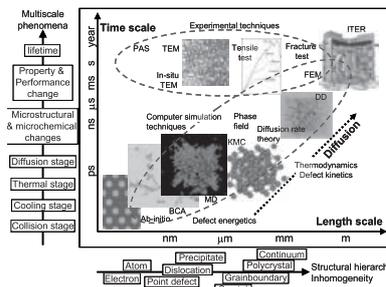 Multiscale
phenomena
lifetime
Property &
Performance
change
Microstructural
& microchemical
changes
Diffusion stage
Thermal stage
Cooling stage
Collision stage
Time scale
year
s
ms
μs
ns
ps
Experimental techniques
PAS
TEM
In-situ
TEM
Tensile
test
Fracture
test
ITER
FEM
DD
Computer simulation
techniques
Phase
field
KMC
Diffusion rate
theory
Diffusion
Thermodynamics
Defect kinetics
MD
BCA
Ab-initio
Defect energetics
Length scale
nm
μm
mm
m
Atom
Precipitate
Continuum
Dislocation
Polycrystal
Electron
Point defect
Grainboundary
Structural hierarch
Inhomogeneity